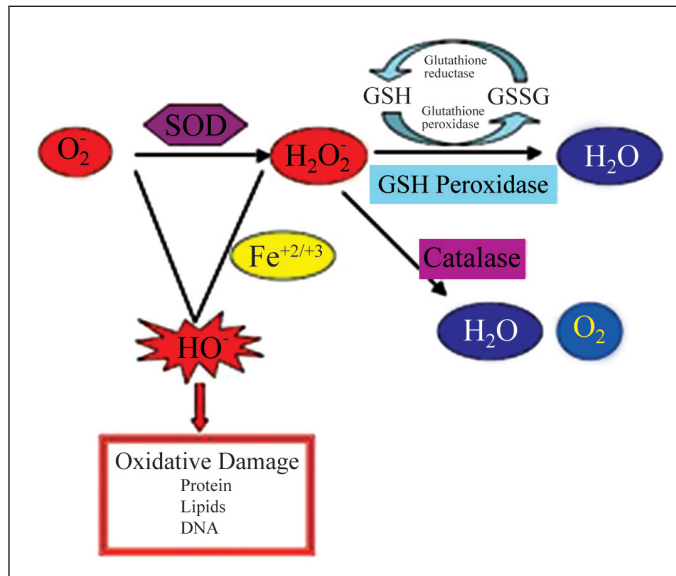 Glutathione
reductase
GSH
GSSG
Glutathione
peroxidase
SOD
O₂⁻
H₂O₂⁻
H₂O
GSH Peroxidase
Fe⁺²/⁺³
Catalase
H₂O
O₂
HO⁻
Oxidative Damage
Protein
Lipids
DNA